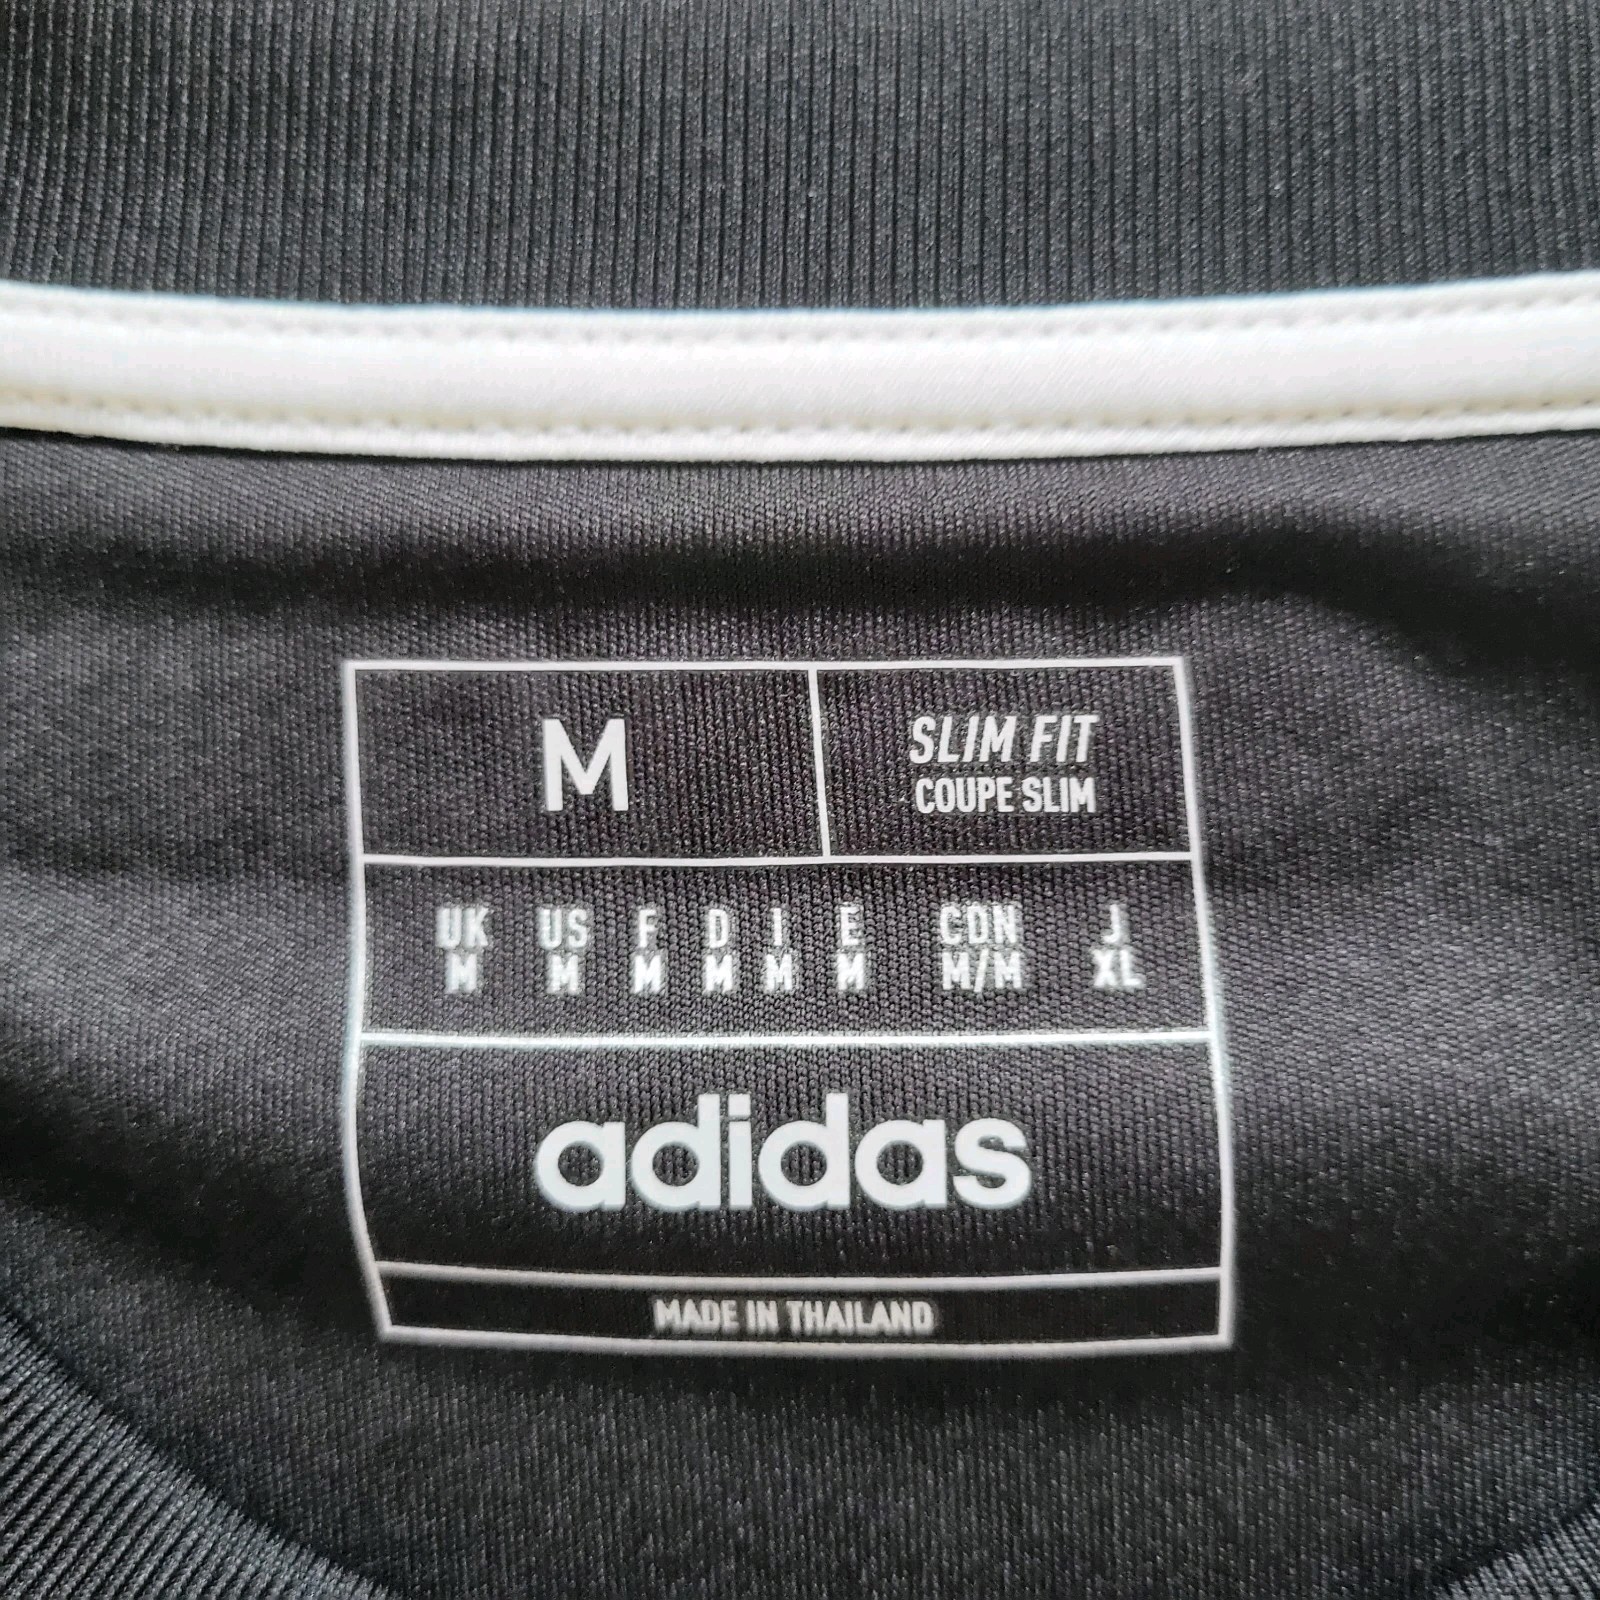 M
SLIM FIT
COUPE SLIM
UK US F D I E CDN J
M M M M M M M/M XL
adidas
MADE IN THAILAND